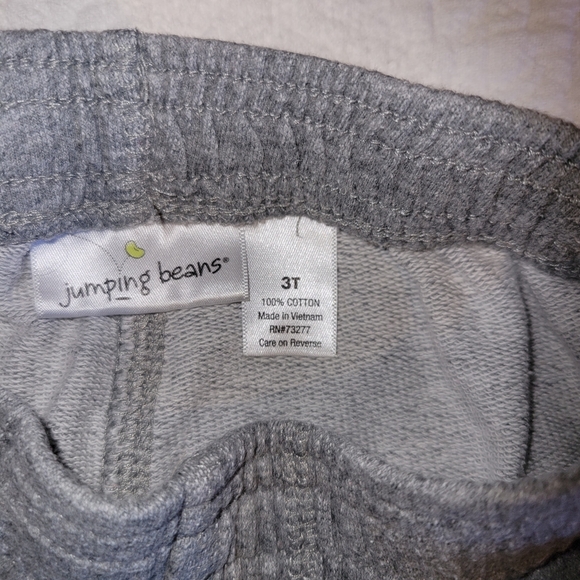 jumping beans®
3T
100% COTTON
Made in Vietnam
RN#73277
Care on Reverse